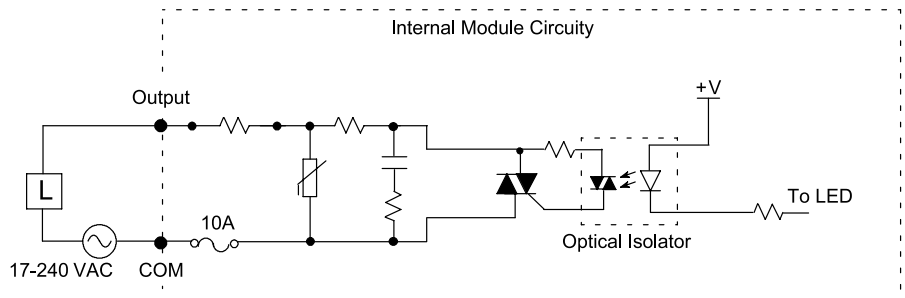 Internal Module Circuity
+V
Output
L
10A
To LED
Optical Isolator
17-240 VAC
COM